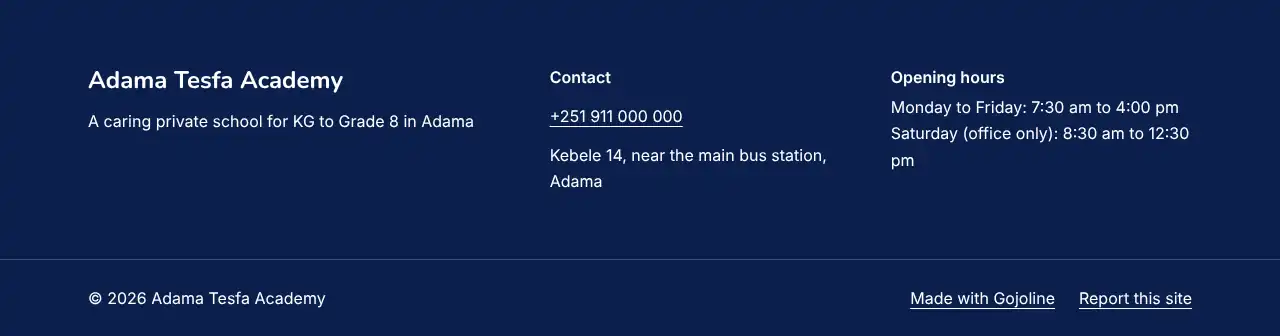 Adama Tesfa Academy
A caring private school for KG to Grade 8 in Adama
Contact
+251 911 000 000
Kebele 14, near the main bus station,
Adama
Opening hours
Monday to Friday: 7:30 am to 4:00 pm
Saturday (office only): 8:30 am to 12:30
pm
© 2026 Adama Tesfa Academy
Made with Gojoline
Report this site